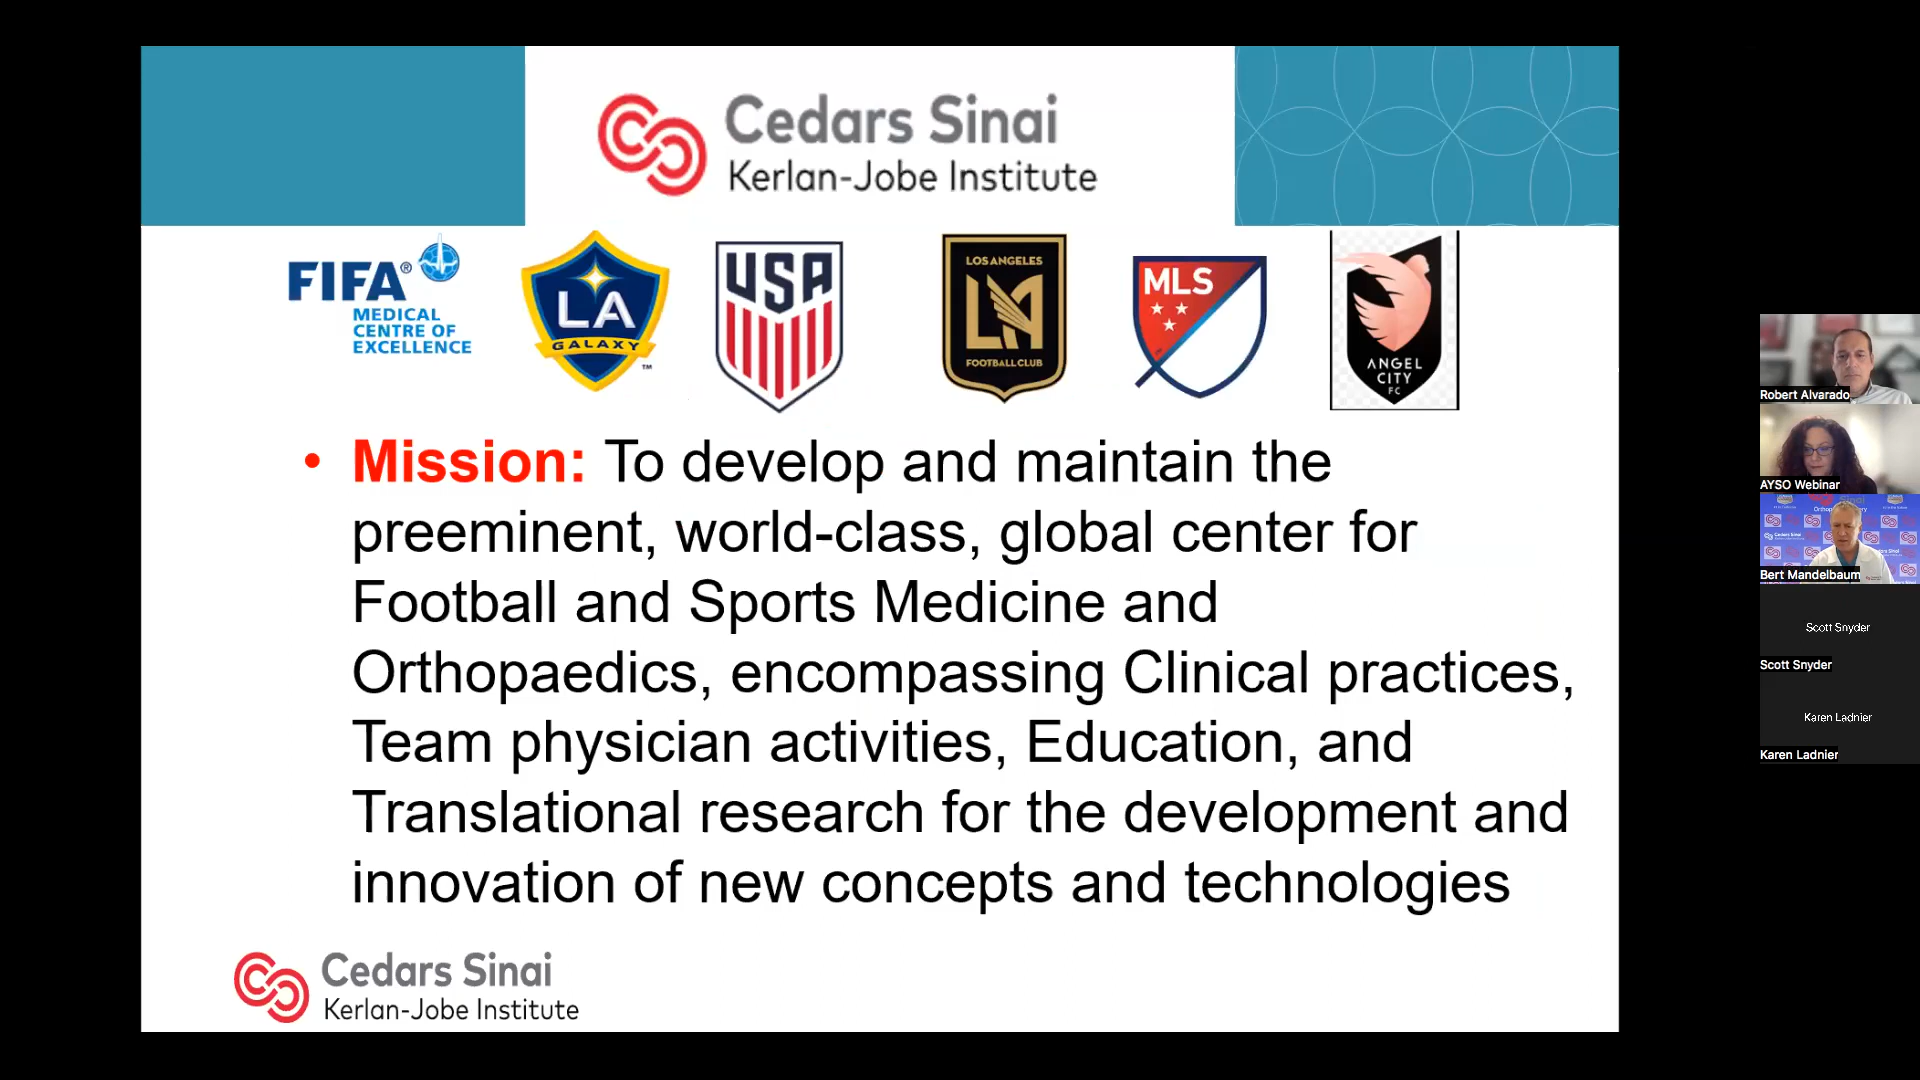 Cedars Sinai
Kerlan-Jobe Institute
FIFA®
MEDICAL
CENTRE OF
EXCELLENCE
LA
GALAXY
™
USA
LOS ANGELES
LA
FOOTBALL CLUB
MLS
ANGEL
CITY
FC
• Mission: To develop and maintain the
preeminent, world-class, global center for
Football and Sports Medicine and
Orthopaedics, encompassing Clinical practices,
Team physician activities, Education, and
Translational research for the development and
innovation of new concepts and technologies
Cedars Sinai
Kerlan-Jobe Institute
Robert Alvarado
AYSO Webinar
Bert Mandelbaum
Scott Snyder
Scott Snyder
Karen Ladnier
Karen Ladnier